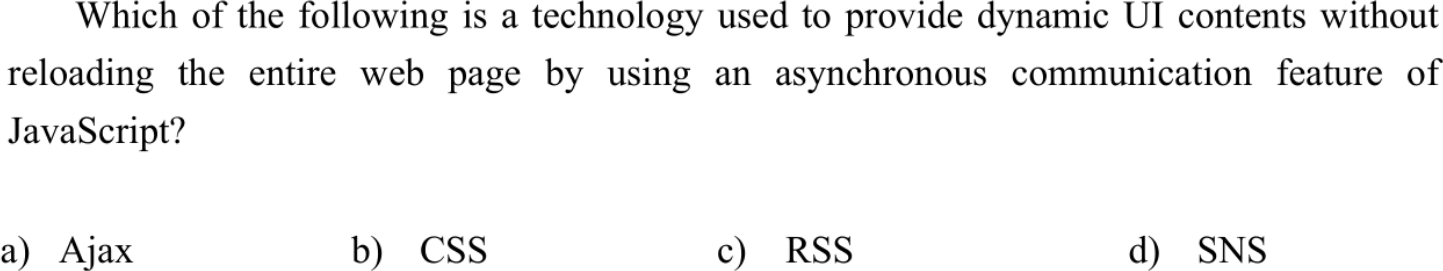 Which of the following is a technology used to provide dynamic UI contents without
reloading the entire web page by using an asynchronous communication feature of
JavaScript?
a) Ajax b) CSS c) RSS d) SNS